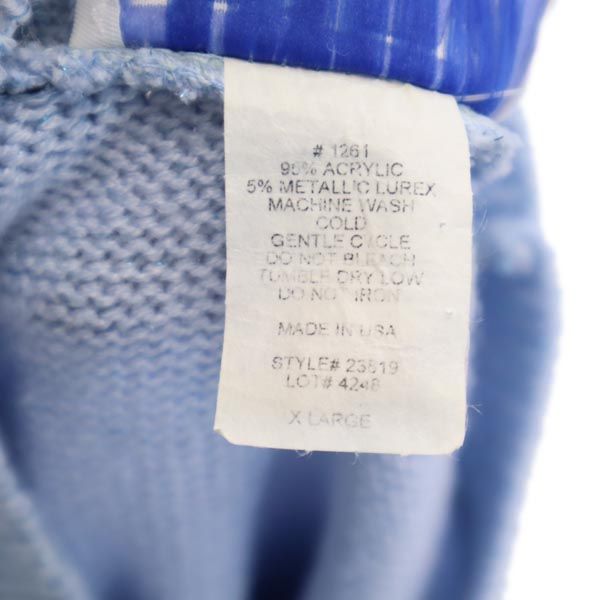 # 1261
95% ACRYLIC
5% METALLIC LUREX
MACHINE WASH
COLD
GENTLE CYCLE
DO NOT BLEACH
TUMBLE DRY LOW
DO NOT IRON
MADE IN USA
STYLE# 23519
LOT# 4248
X LARGE